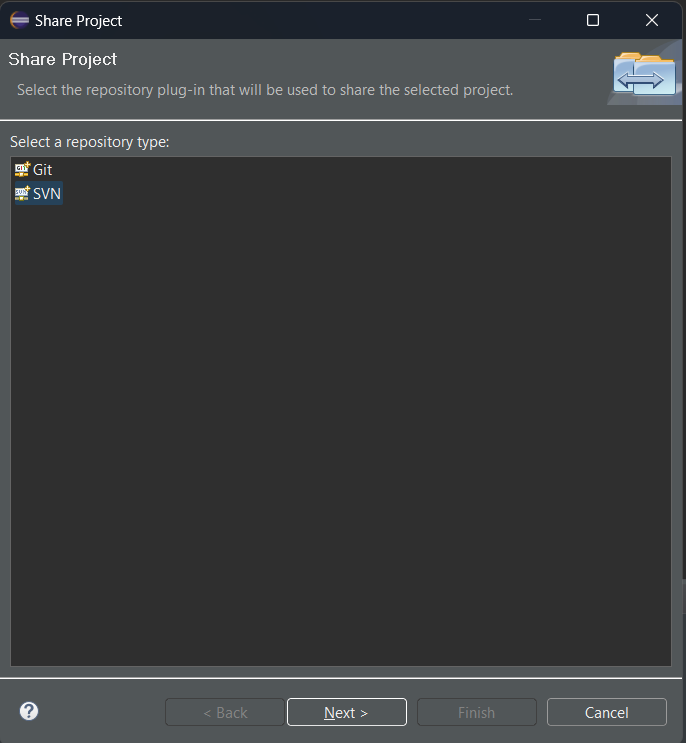 Share Project
Share Project
Select the repository plug-in that will be used to share the selected project.
Select a repository type:
Git
SVN
?
< Back
Next >
Finish
Cancel